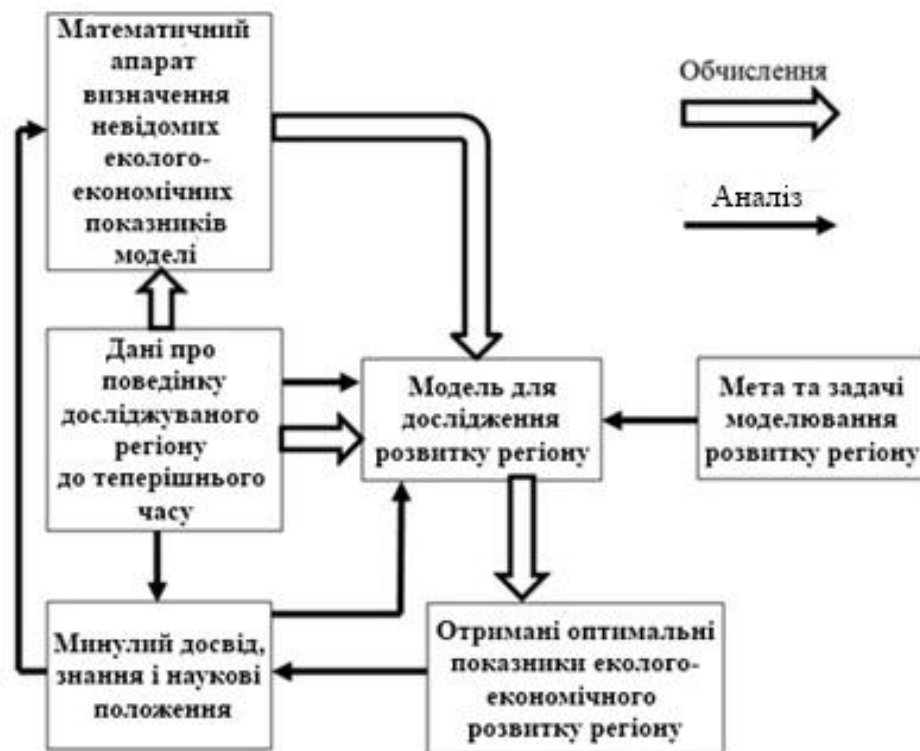 Математичний
апарат
визначення
невідомих
еколого-
економічних
показників
моделі
Обчислення
Аналіз
Дані про
поведінку
досліджуваного
регіону
до теперішнього
часу
Модель для
дослідження
розвитку регіону
Мета та задачі
моделювання
розвитку регіону
Минулий досвід,
знання і наукові
положення
Отримані оптимальні
показники еколого-
економічного
розвитку регіону